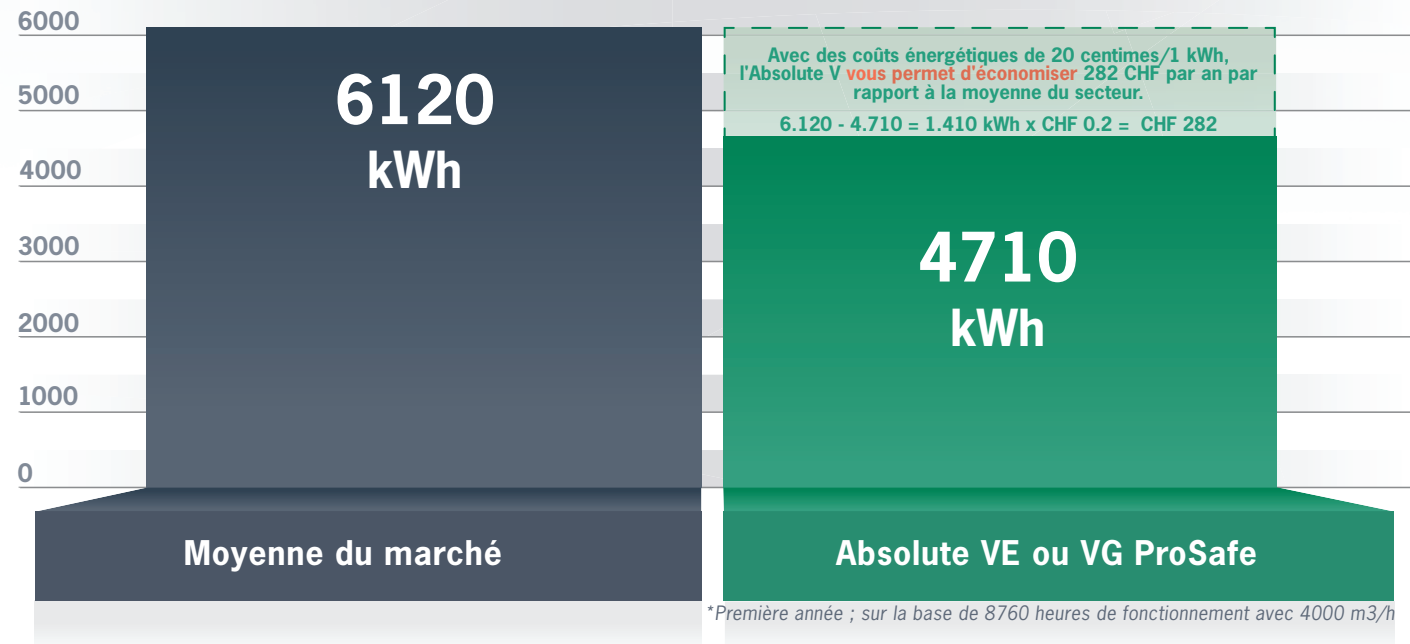 6000
5000
4000
3000
2000
1000
0
6120
kWh
Avec des coûts énergétiques de 20 centimes/1 kWh,
l'Absolute V vous permet d'économiser 282 CHF par an par
rapport à la moyenne du secteur.
6.120 - 4.710 = 1.410 kWh x CHF 0.2 = CHF 282
4710
kWh
Moyenne du marché
Absolute VE ou VG ProSafe
*Première année ; sur la base de 8760 heures de fonctionnement avec 4000 m3/h